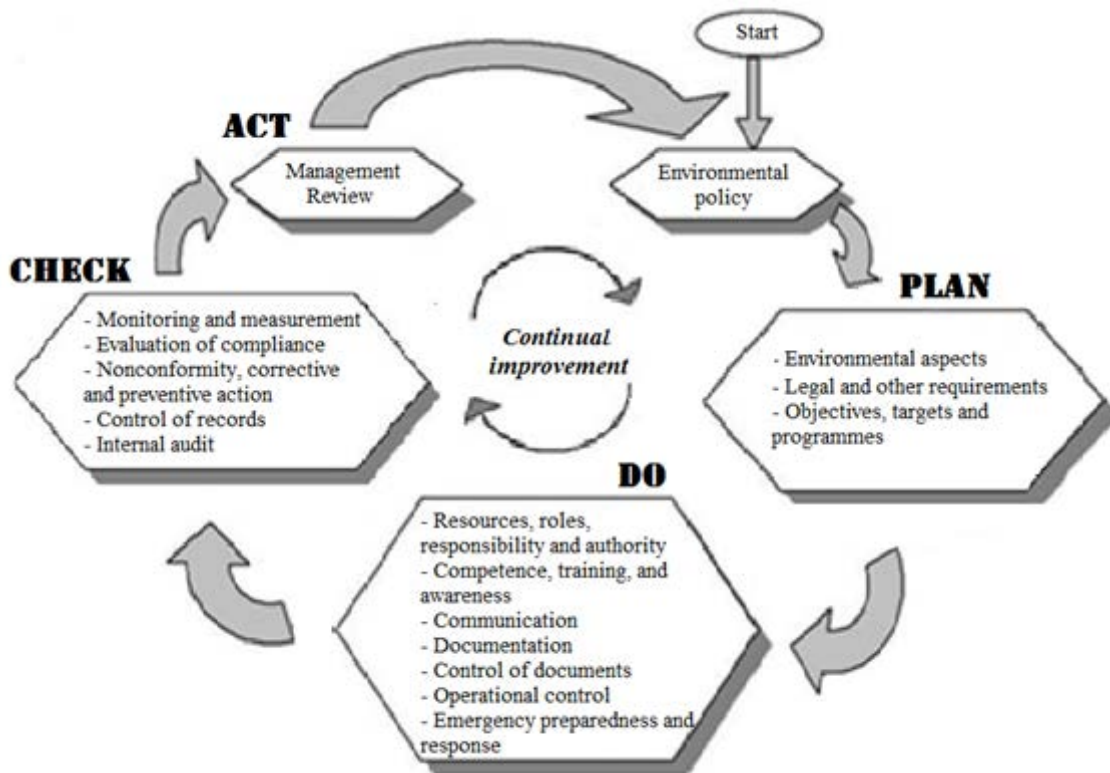 Start
ACT
Management
Review
Environmental
policy
CHECK
- Monitoring and measurement
- Evaluation of compliance
- Nonconformity, corrective
and preventive action
- Control of records
- Internal audit
Continual
improvement
PLAN
- Environmental aspects
- Legal and other requirements
- Objectives, targets and
programmes
DO
- Resources, roles,
responsibility and authority
- Competence, training, and
awareness
- Communication
- Documentation
- Control of documents
- Operational control
- Emergency preparedness and
response